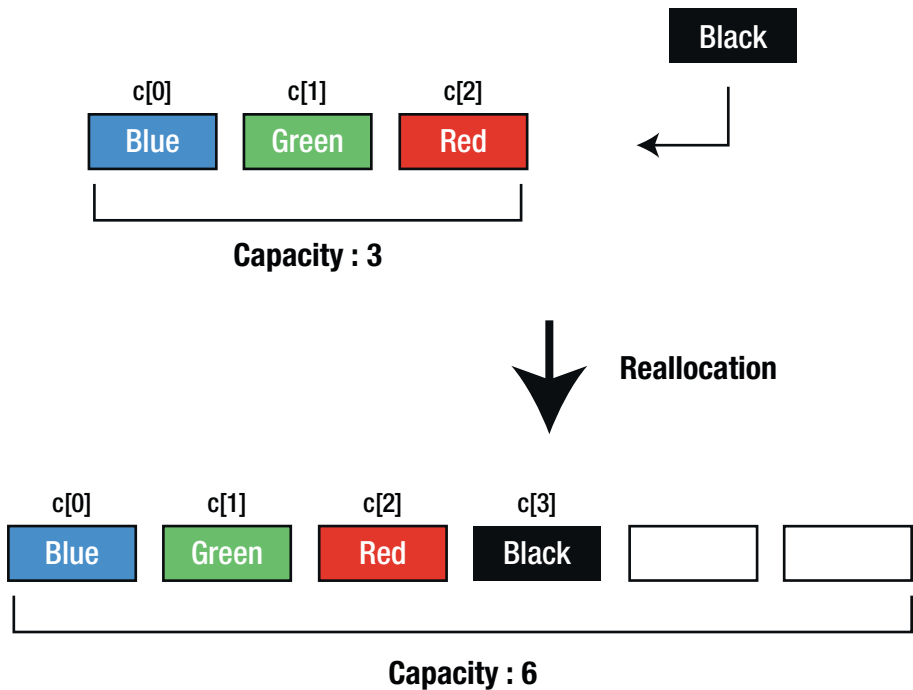 Black
c[0] c[1] c[2]
Blue Green Red
Capacity : 3
Reallocation
c[0] c[1] c[2] c[3]
Blue Green Red Black
Capacity : 6